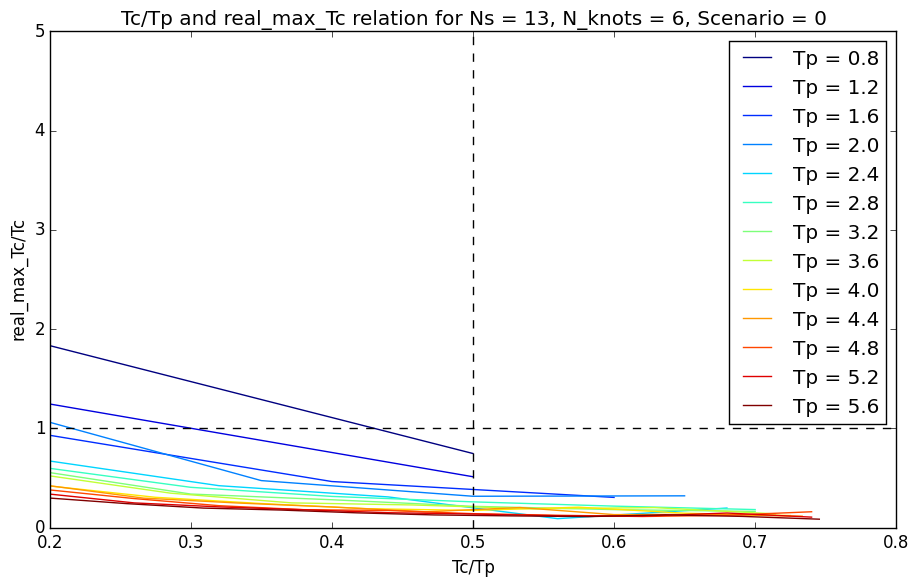 Tc/Tp and real_max_Tc relation for Ns = 13, N_knots = 6, Scenario = 0
5
4
3
2
1
0
real_max_Tc/Tc
Tp = 0.8
Tp = 1.2
Tp = 1.6
Tp = 2.0
Tp = 2.4
Tp = 2.8
Tp = 3.2
Tp = 3.6
Tp = 4.0
Tp = 4.4
Tp = 4.8
Tp = 5.2
Tp = 5.6
0.2 0.3 0.4 0.5 0.6 0.7 0.8
Tc/Tp